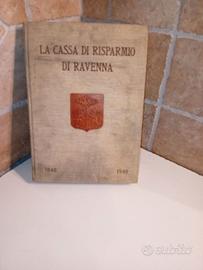 LA CASSA DI RISPARMIO
DI RAVENNA
1840 1940
subito